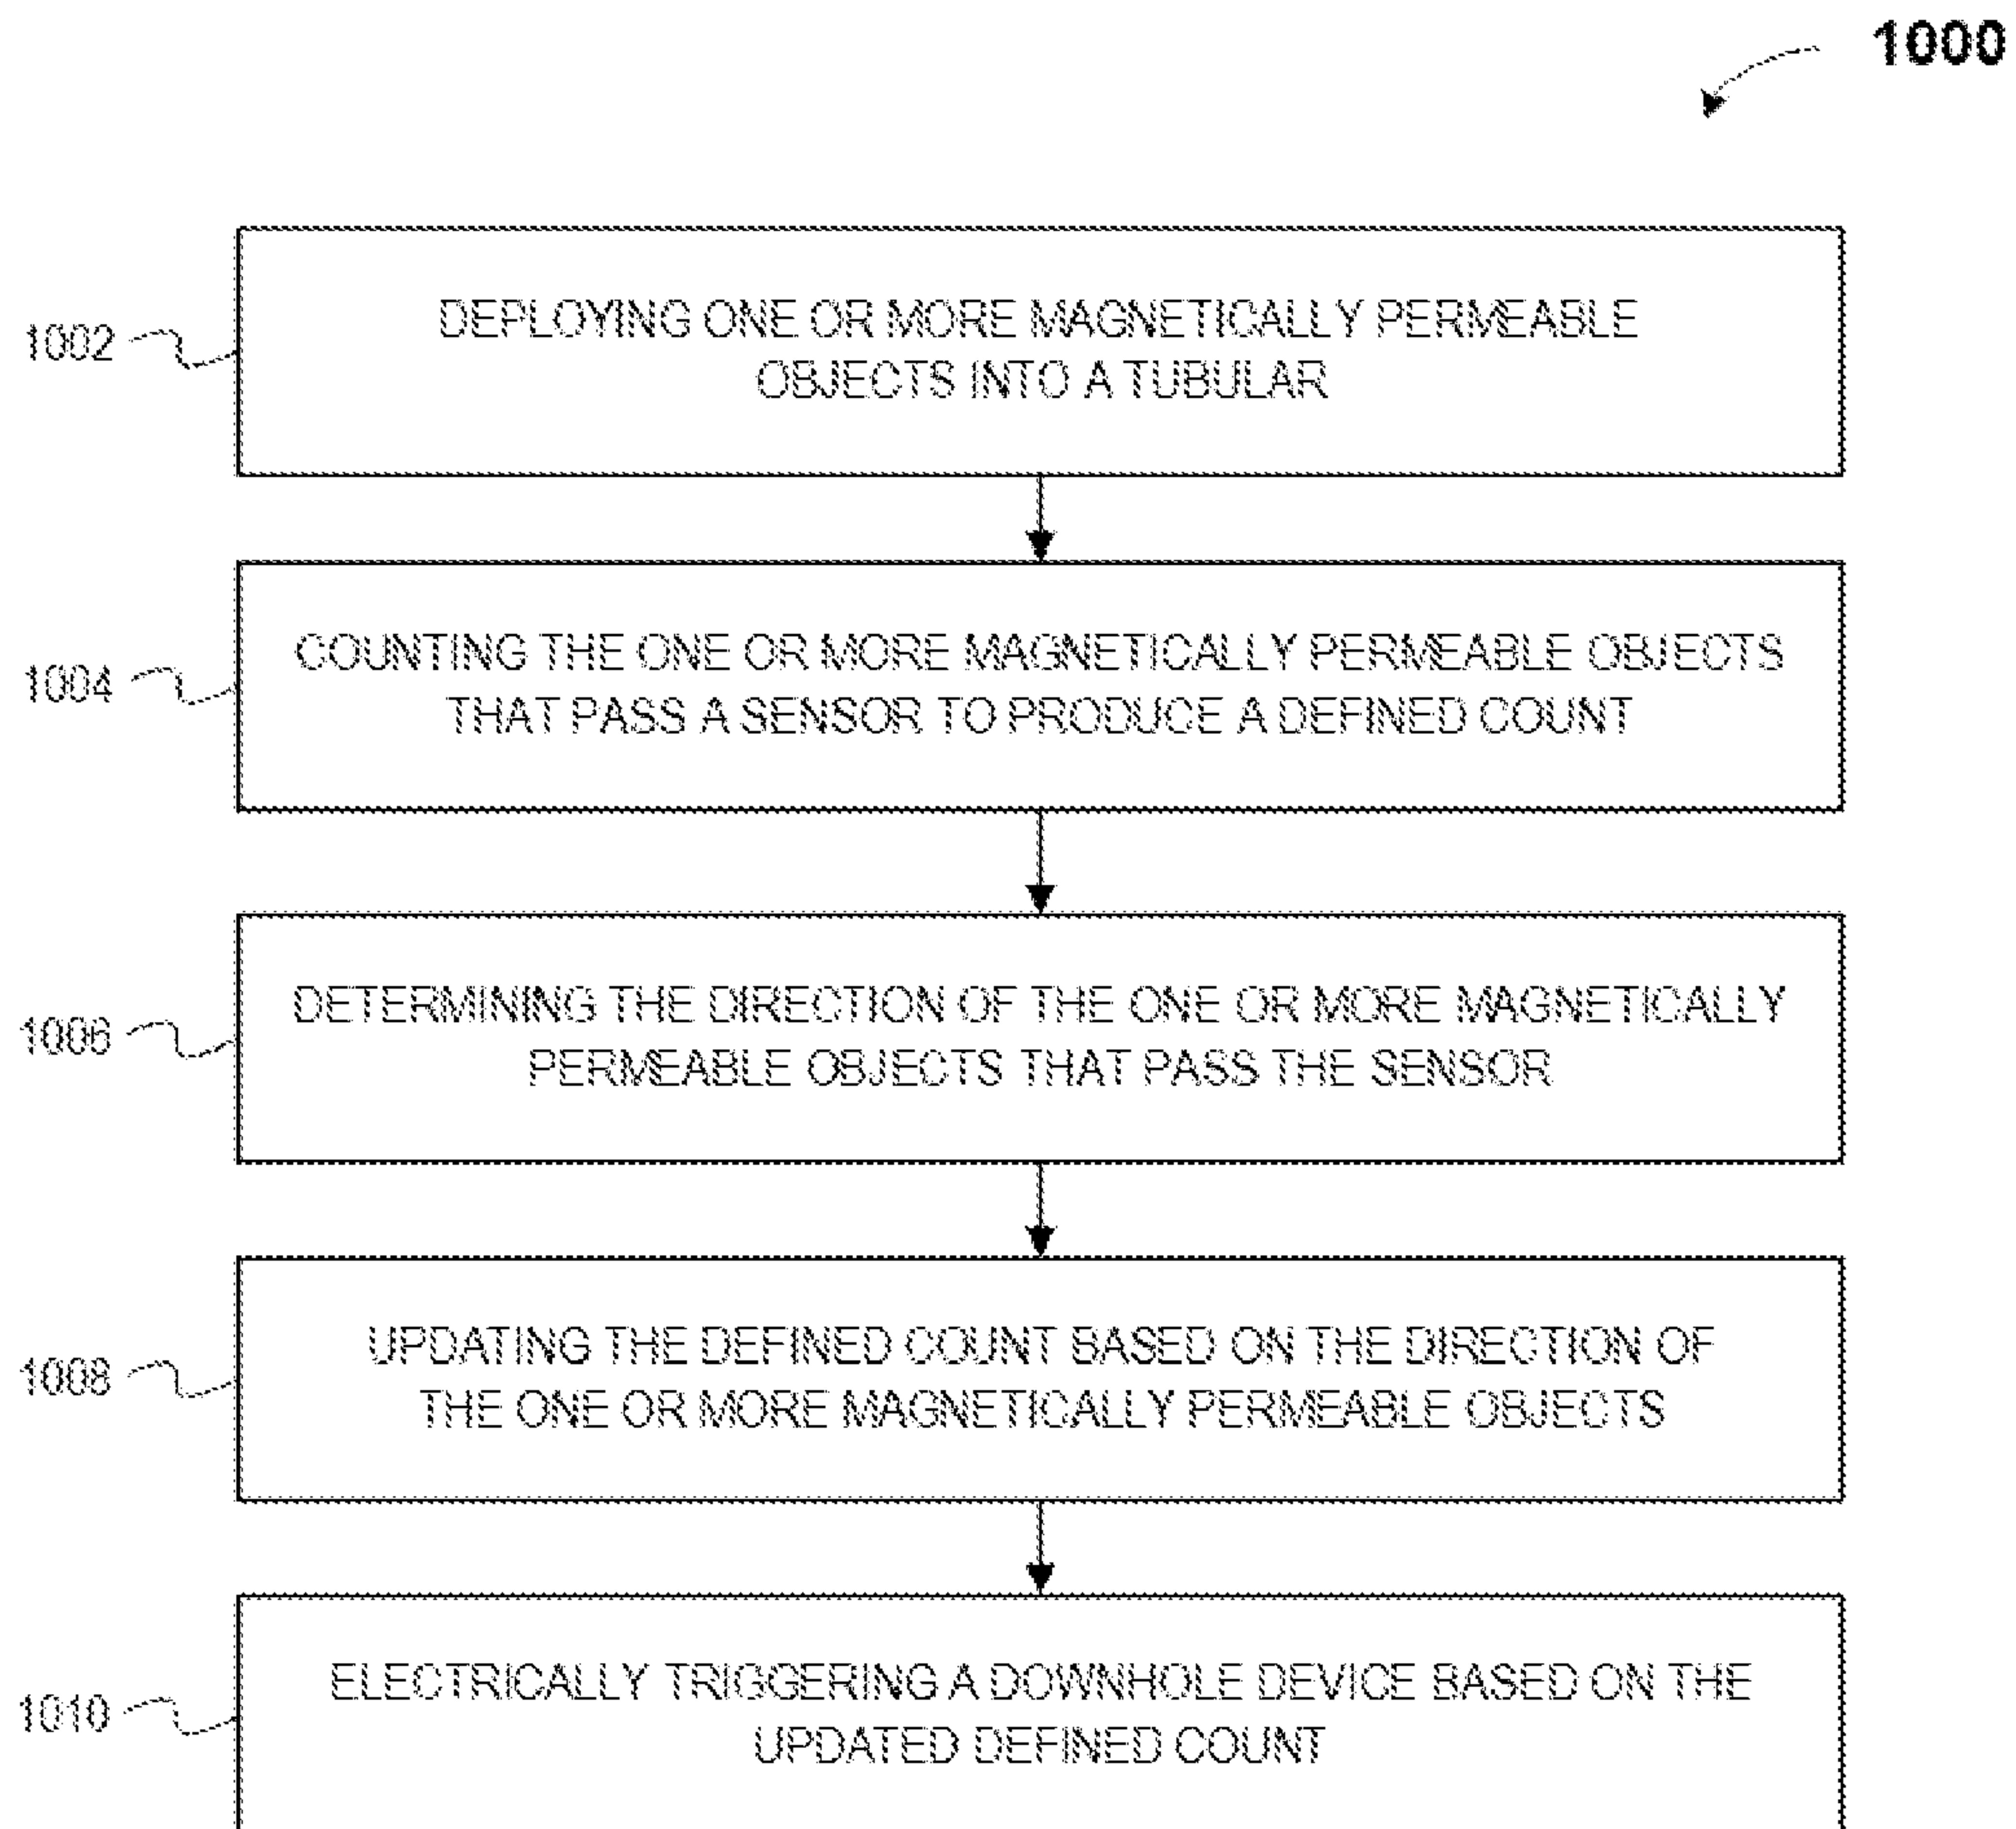 1000
1002
DEPLOYING ONE OR MORE MAGNETICALLY PERMEABLE
OBJECTS INTO A TUBULAR
1004
COUNTING THE ONE OR MORE MAGNETICALLY PERMEABLE OBJECTS
THAT PASS A SENSOR TO PRODUCE A DEFINED COUNT
1006
DETERMINING THE DIRECTION OF THE ONE OR MORE MAGNETICALLY
PERMEABLE OBJECTS THAT PASS THE SENSOR
1008
UPDATING THE DEFINED COUNT BASED ON THE DIRECTION OF
THE ONE OR MORE MAGNETICALLY PERMEABLE OBJECTS
1010
ELECTRICALLY TRIGGERING A DOWNHOLE DEVICE BASED ON THE
UPDATED DEFINED COUNT